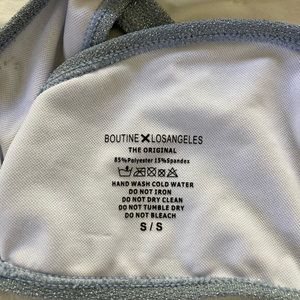 BOUTINE X LOSANGELES
THE ORIGINAL
85%Polyester 15%Spandex
HAND WASH COLD WATER
DO NOT IRON
DO NOT DRY CLEAN
DO NOT TUMBLE DRY
DO NOT BLEACH
S/S